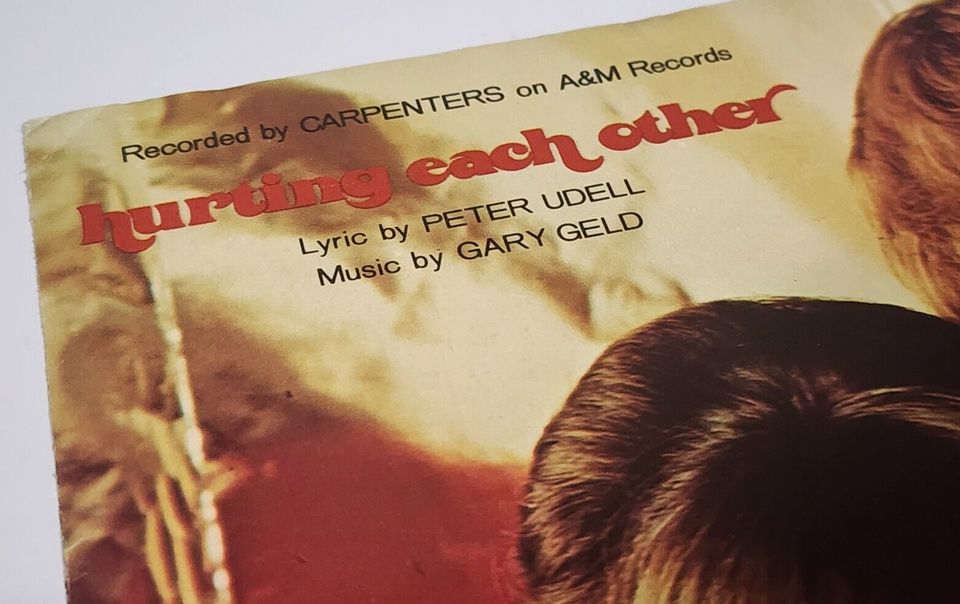 Recorded by CARPENTERS on A&M Records
hurting each other
Lyric by PETER UDELL
Music by GARY GELD